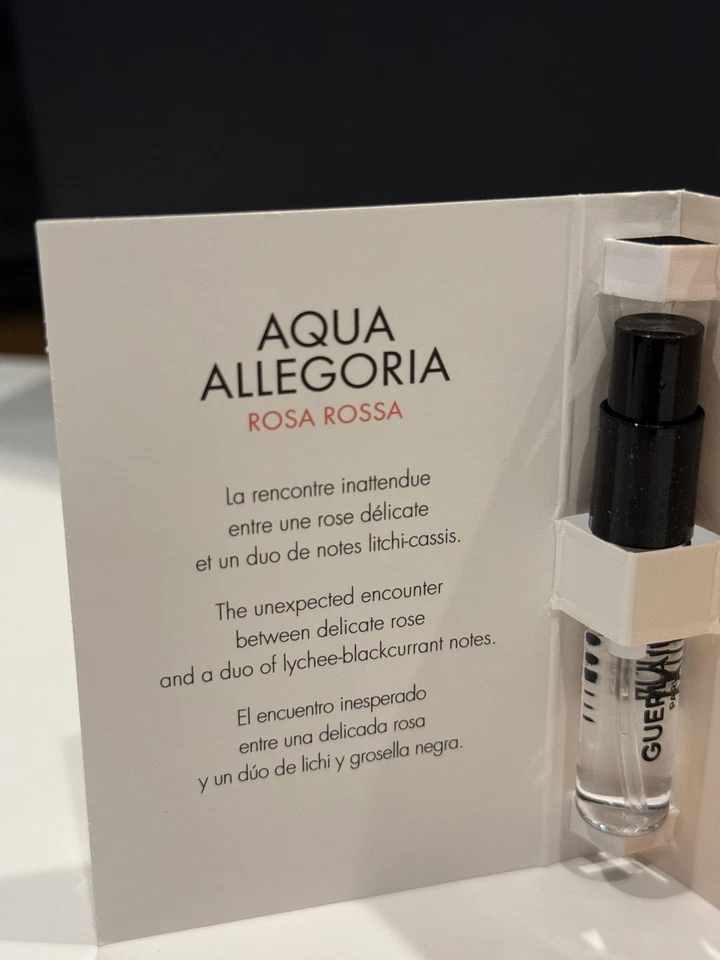 AQUA
ALLEGORIA
ROSA ROSSA
La rencontre inattendue
entre une rose délicate
et un duo de notes litchi-cassis.
The unexpected encounter
between delicate rose
and a duo of lychee-blackcurrant notes.
El encuentro inesperado
entre una delicada rosa
y un dúo de lichi y grosella negra.